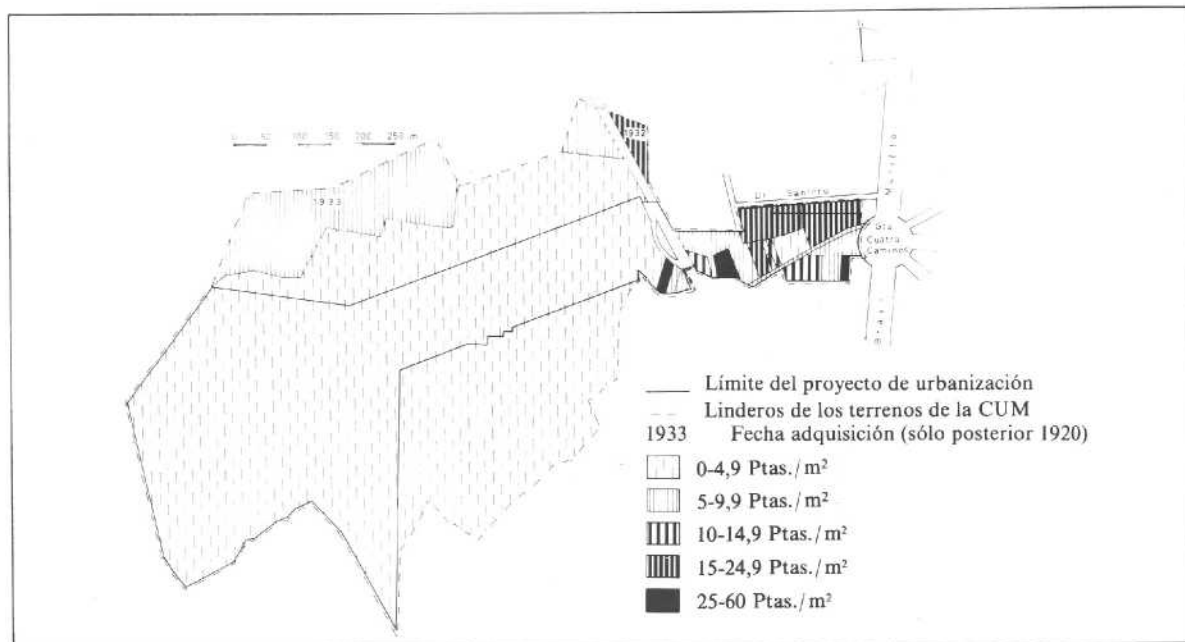 0 50 100 150 200 250 m.
1932
1933
Dr. Santero
Gta.
Cuatro
Caminos
Límite del proyecto de urbanización
Linderos de los terrenos de la CUM
1933 Fecha adquisición (sólo posterior 1920)
0-4,9 Ptas./m²
5-9,9 Ptas./m²
10-14,9 Ptas./m²
15-24,9 Ptas./m²
25-60 Ptas./m²